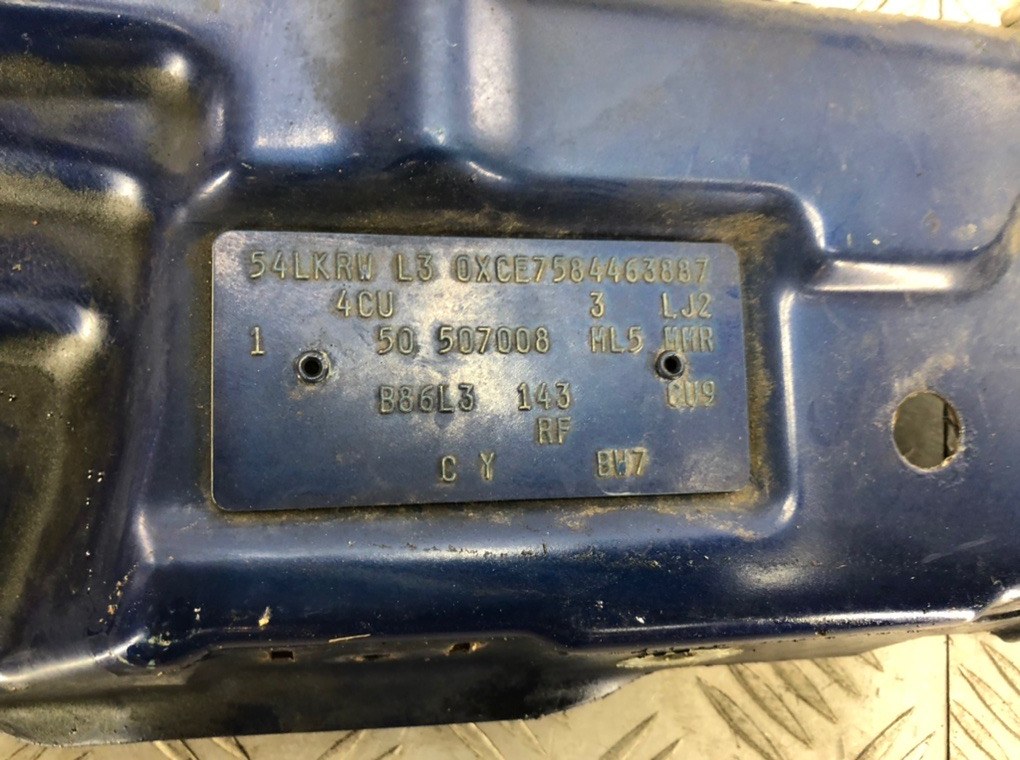 54LKRW L3 0XCE7584463887
4CU 3 LJ2
1 50 507008 ML5 MMR
B86L3 143 CU9
RF
C Y BW7